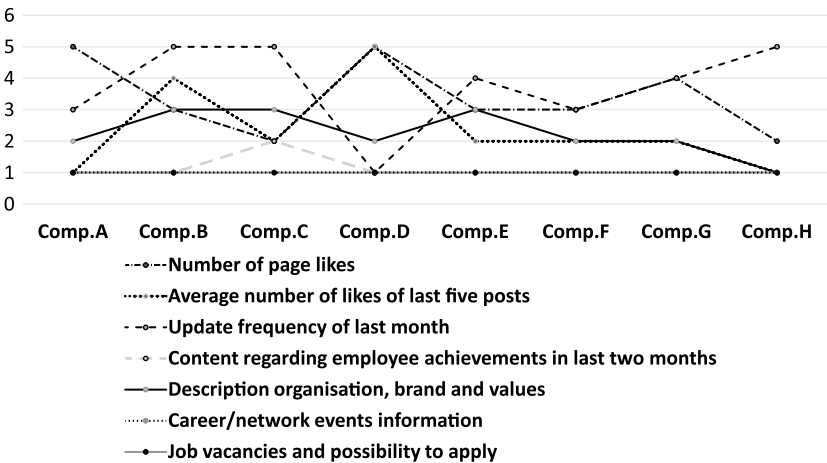 6
5
4
3
2
1
0
Comp.A Comp.B Comp.C Comp.D Comp.E Comp.F Comp.G Comp.H
Number of page likes
Average number of likes of last five posts
Update frequency of last month
Content regarding employee achievements in last two months
Description organisation, brand and values
Career/network events information
Job vacancies and possibility to apply